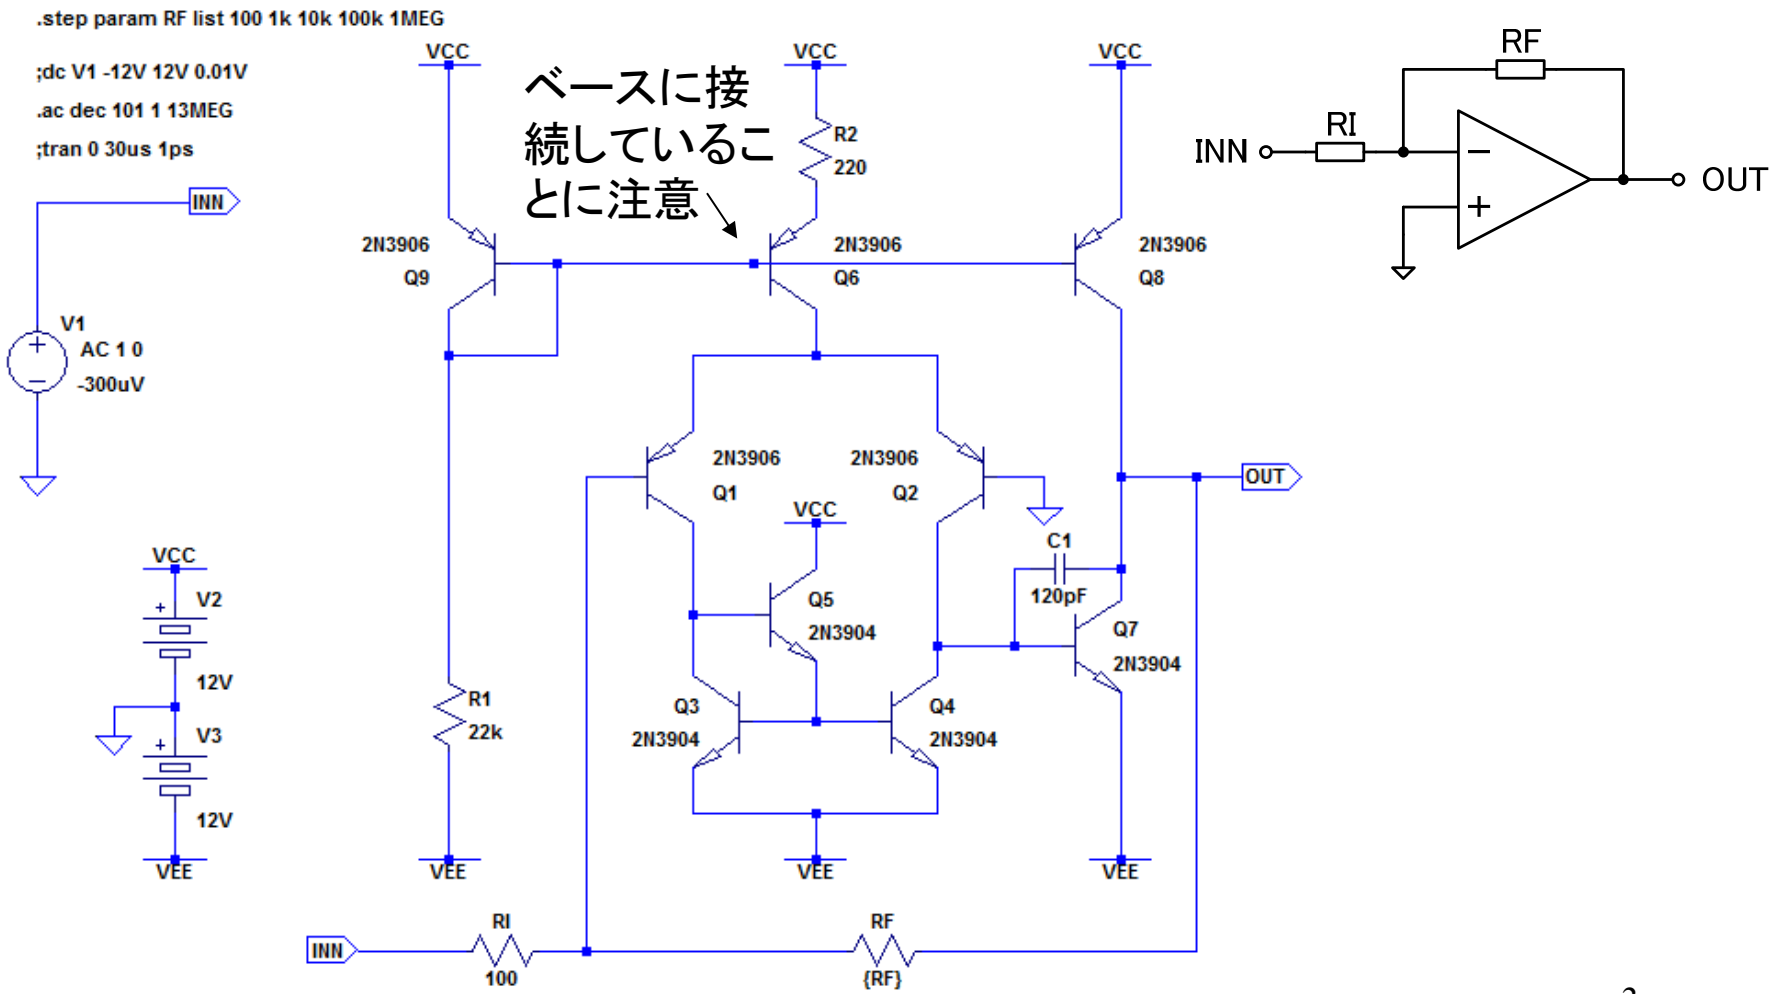 .step param RF list 100 1k 10k 100k 1MEG
;dc V1 -12V 12V 0.01V
.ac dec 101 1 13MEG
;tran 0 30us 1ps
ベースに接
続しているこ
とに注意
VCC
VCC
VCC
R2
220
RF
RI
INN
OUT
INN
2N3906
Q9
2N3906
Q6
2N3906
Q8
V1
AC 1 0
-300uV
2N3906
Q1
2N3906
Q2
VCC
OUT
C1
120pF
VCC
V2
12V
V3
12V
VEE
Q5
2N3904
Q7
2N3904
R1
22k
Q3
2N3904
Q4
2N3904
VEE
VEE
VEE
INN
RI
100
RF
{RF}